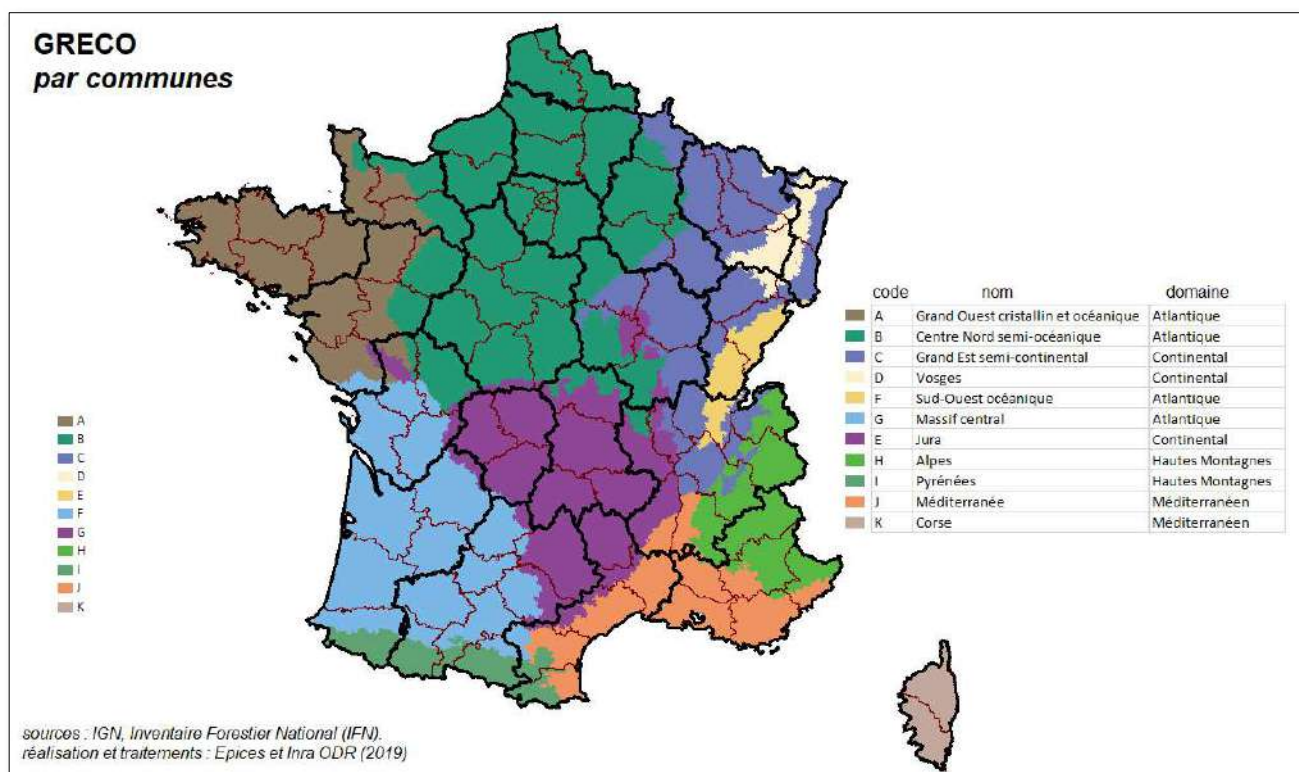 GRECO
par communes
code nom domaine
A Grand Ouest cristallin et océanique Atlantique
B Centre Nord semi-océanique Atlantique
C Grand Est semi-continental Continental
D Vosges Continental
F Sud-Ouest océanique Atlantique
G Massif central Atlantique
E Jura Continental
H Alpes Hautes Montagnes
I Pyrénées Hautes Montagnes
J Méditerranée Méditerranéen
K Corse Méditerranéen
A
B
C
D
E
F
G
H
I
J
K
sources : IGN, Inventaire Forestier National (IFN).
réalisation et traitements : Epices et Inra ODR (2019)